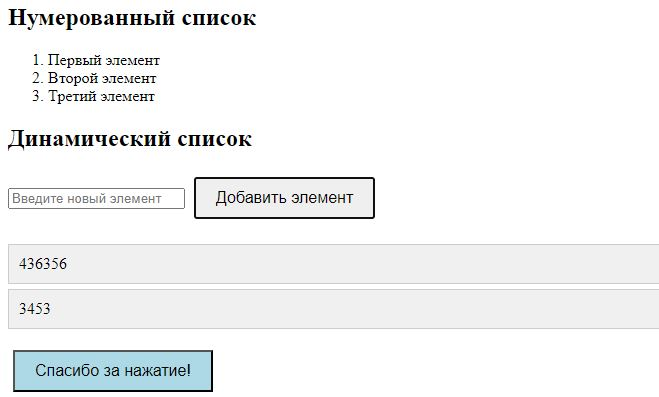 Нумерованный список
1. Первый элемент
2. Второй элемент
3. Третий элемент
Динамический список
Введите новый элемент Добавить элемент
436356
3453
Спасибо за нажатие!